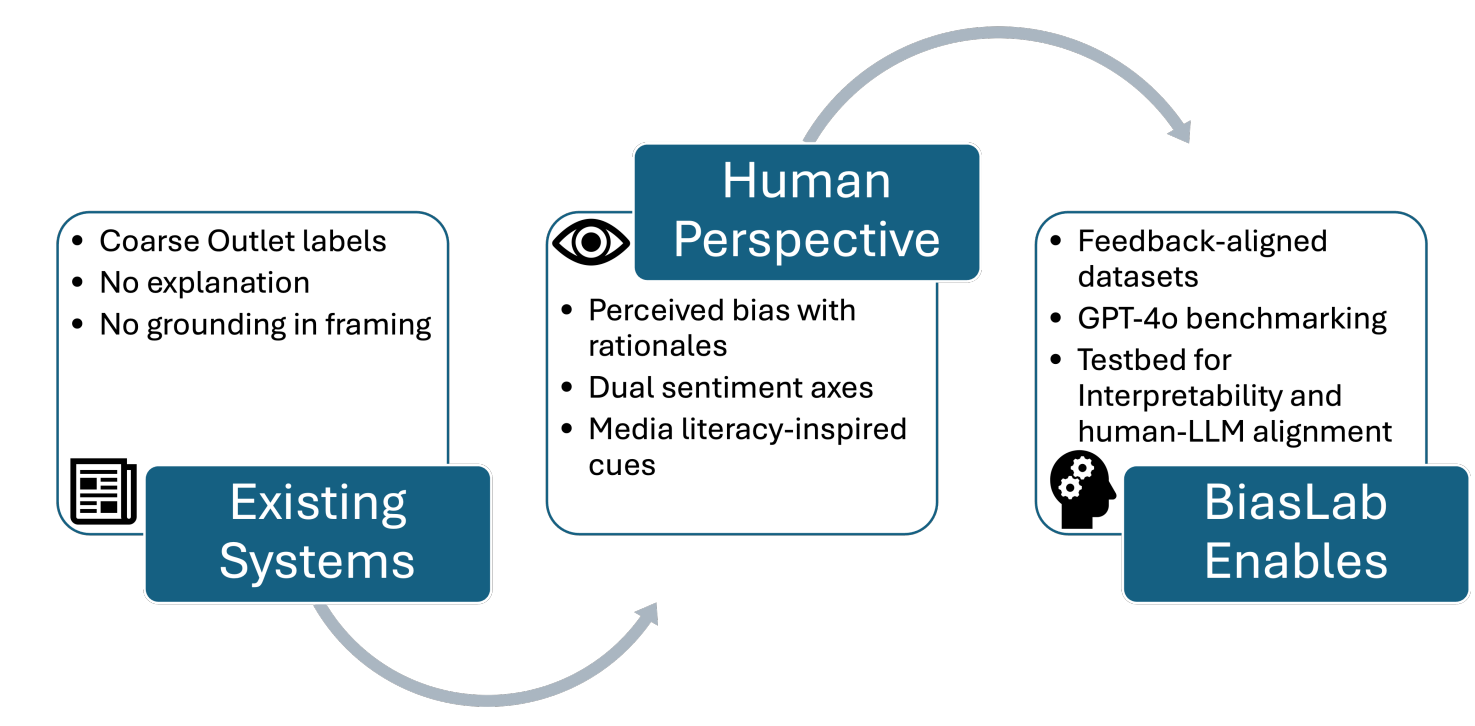 • Coarse Outlet labels
• No explanation
• No grounding in framing
Existing
Systems
Human
Perspective
• Perceived bias with
rationales
• Dual sentiment axes
• Media literacy-inspired
cues
• Feedback-aligned
datasets
• GPT-4o benchmarking
• Testbed for
Interpretability and
human-LLM alignment
BiasLab
Enables